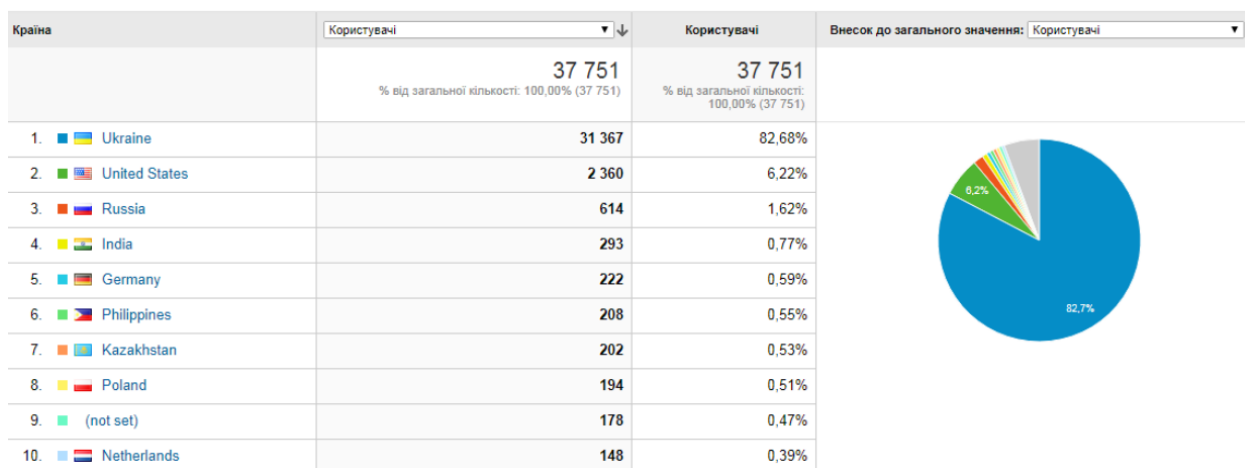 Країна Користувачі Користувачі Внесок до загального значення: Користувачі
37 751 37 751
% від загальної кількості: 100,00% (37 751) % від загальної кількості:
100,00% (37 751)
1. Ukraine 31 367 82,68%
2. United States 2 360 6,22%
3. Russia 614 1,62%
4. India 293 0,77%
5. Germany 222 0,59%
6. Philippines 208 0,55%
7. Kazakhstan 202 0,53%
8. Poland 194 0,51%
9. (not set) 178 0,47%
10. Netherlands 148 0,39%
6,2%
82,7%